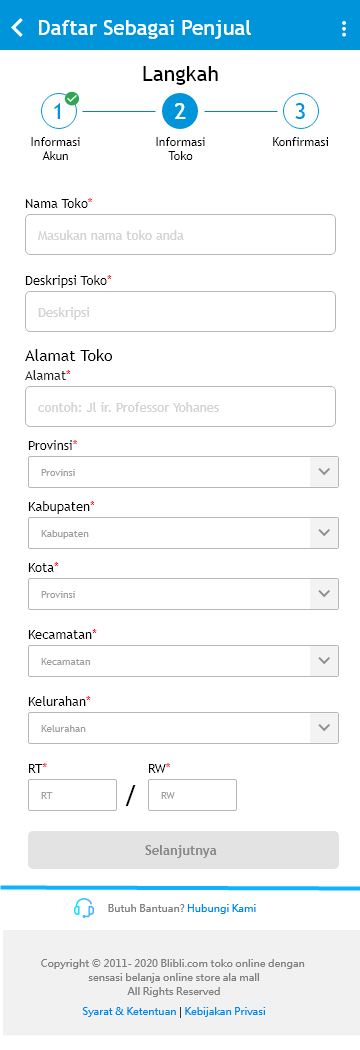 Daftar Sebagai Penjual
Langkah
1 2 3
Informasi Akun
Informasi Toko
Konfirmasi
Nama Toko*
Masukan nama toko anda
Deskripsi Toko*
Deskripsi
Alamat Toko
Alamat*
contoh: Jl ir. Professor Yohanes
Provinsi*
Provinsi
Kabupaten*
Kabupaten
Kota*
Provinsi
Kecamatan*
Kecamatan
Kelurahan*
Kelurahan
RT* RW*
RT / RW
Selanjutnya
Butuh Bantuan? Hubungi Kami
Copyright © 2011- 2020 Blibli.com toko online dengan
sensasi belanja online store ala mall
All Rights Reserved
Syarat & Ketentuan | Kebijakan Privasi